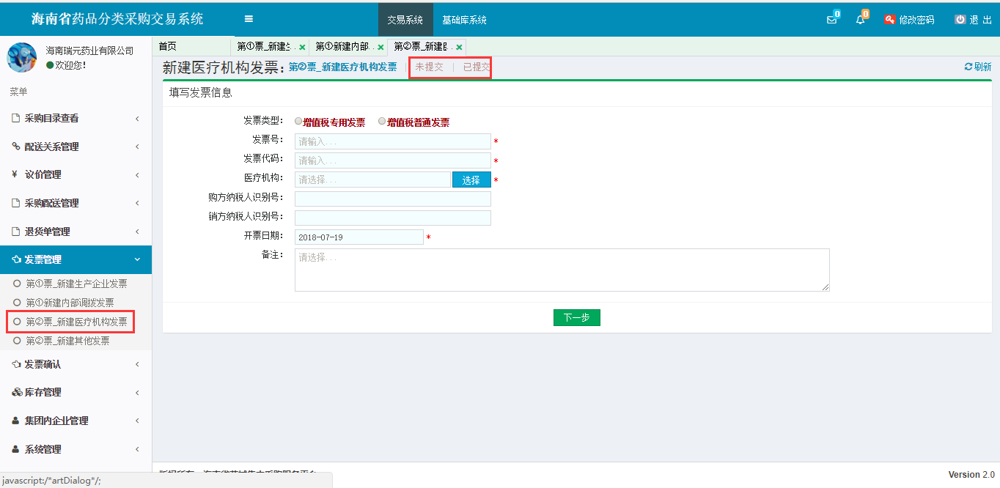 海南省药品分类采购交易系统
交易系统 基础库系统
0 0 修改密码 退 出
海南瑞元药业有限公司
欢迎您!
菜单
采购目录查看
配送关系管理
¥ 议价管理
采购配送管理
退货单管理
发票管理
第①票_新建生产企业发票
第①新建内部调拨发票
第②票_新建医疗机构发票
第②票_新建其他发票
发票确认
库存管理
集团内企业管理
系统管理
首页 第①票_新建 第①新建内部.. 第②票_新建
新建医疗机构发票: 第②票_新建医疗机构发票 | 未提交 | 已提交
刷新
填写发票信息
发票类型: 增值税专用发票 增值税普通发票
发票号: 请输入... *
发票代码: 请输入... *
医疗机构: 请选择... 选择 *
购方纳税人识别号:
销方纳税人识别号:
开票日期: 2018-07-19 *
备注: 请选择...
下一步
Version 2.0
javascript:/*artDialog*/;